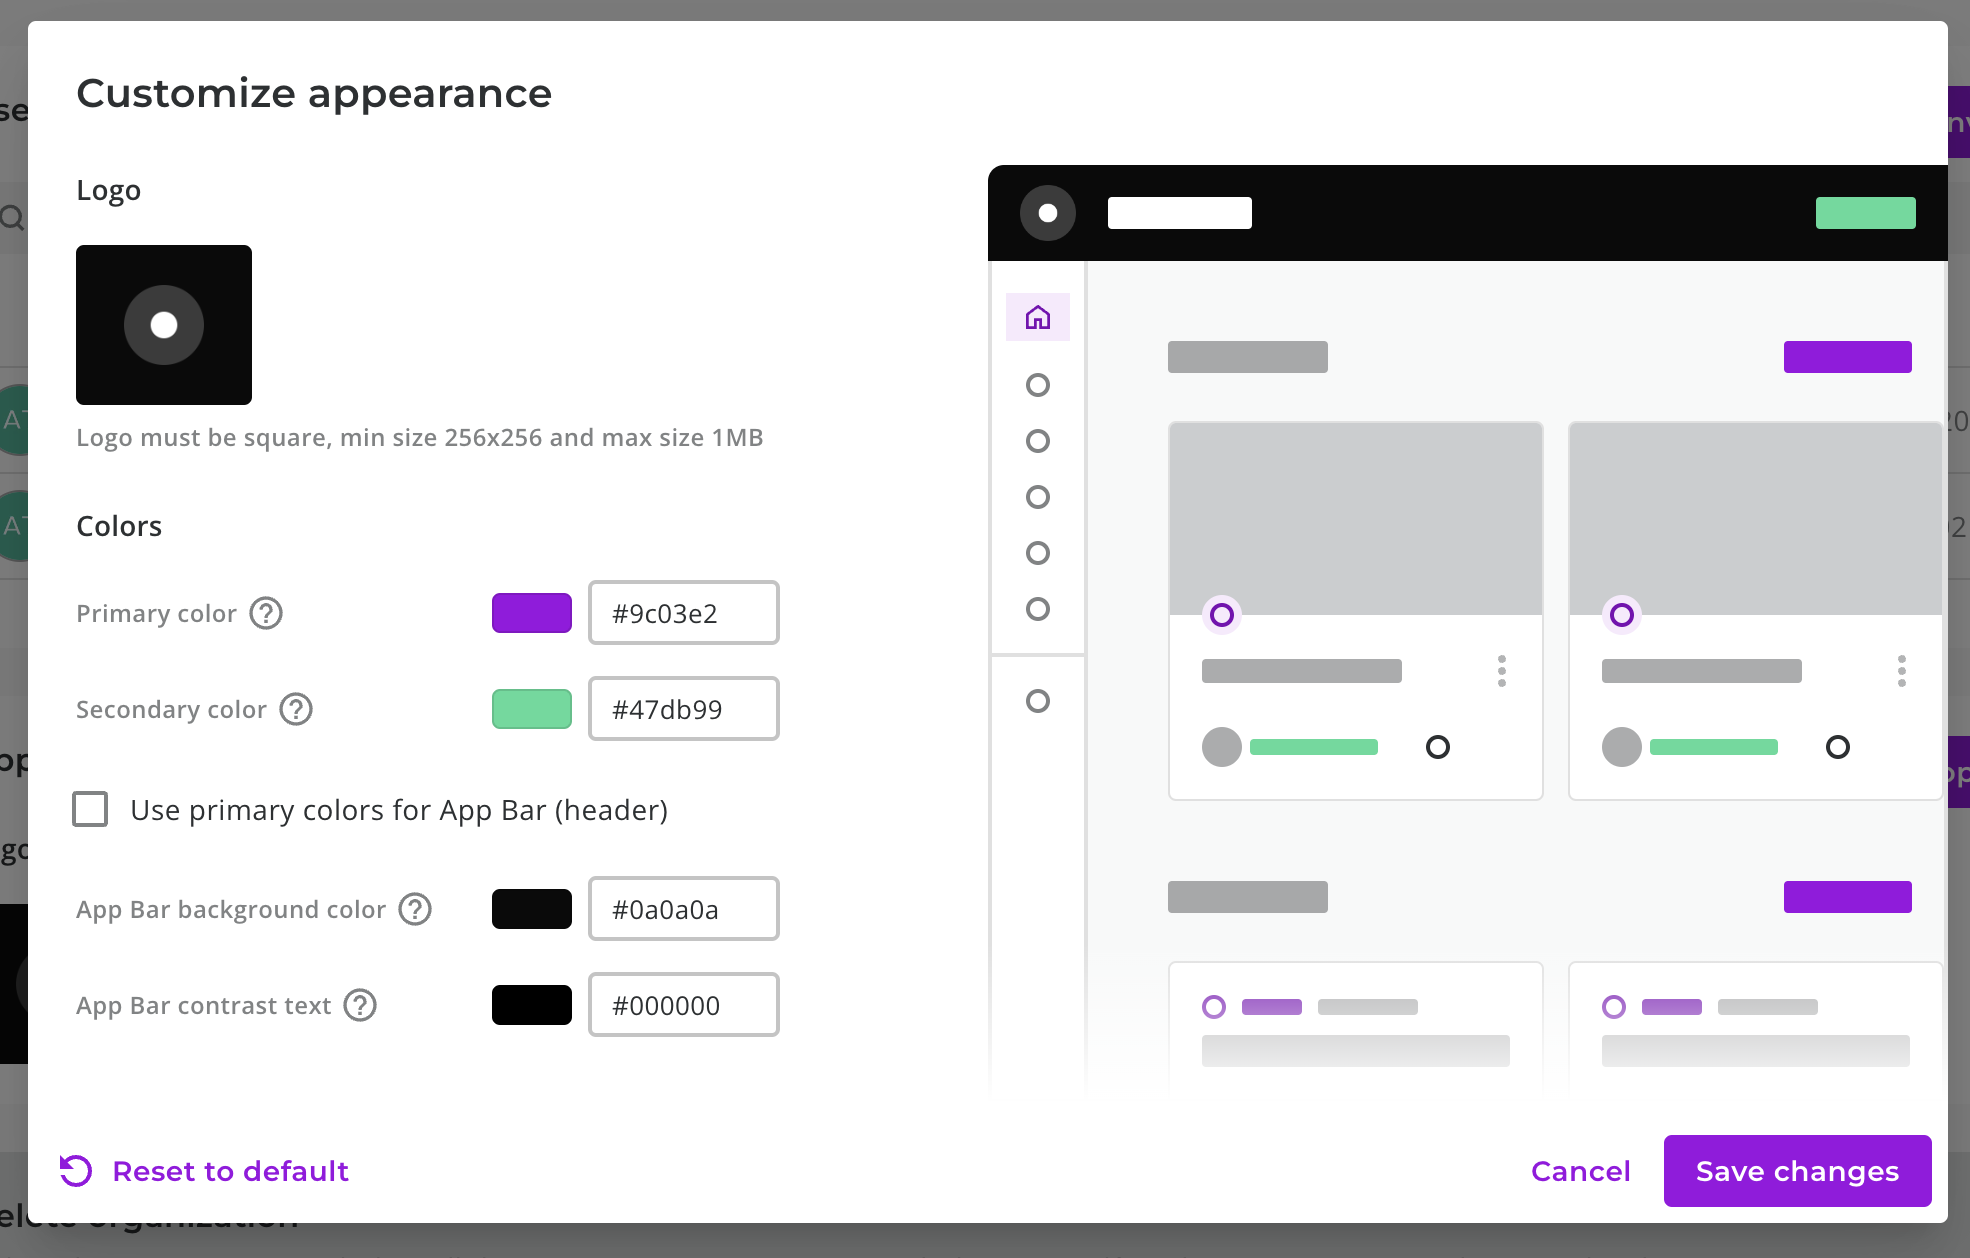 Customize appearance
Logo
Logo must be square, min size 256x256 and max size 1MB
Colors
Primary color ? #9c03e2
Secondary color ? #47db99
Use primary colors for App Bar (header)
App Bar background color ? #0a0a0a
App Bar contrast text ? #000000
Reset to default
Cancel
Save changes